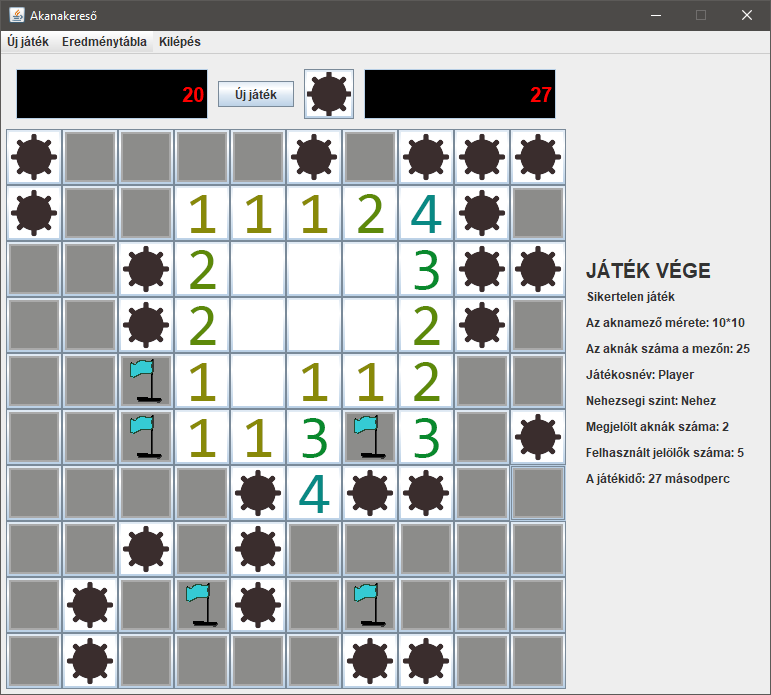 Akanakereső
Új játék Eredménytábla Kilépés
20 Új játék 27
1 1 1 2 4
2 3
2 2
1 1 1 2
1 1 3 3
4
JÁTÉK VÉGE
Sikertelen játék
Az aknamező mérete: 10*10
Az aknák száma a mezőn: 25
Játékosnév: Player
Nehezsegi szint: Nehez
Megjelölt aknák száma: 2
Felhasznált jelölők száma: 5
A játékidő: 27 másodperc